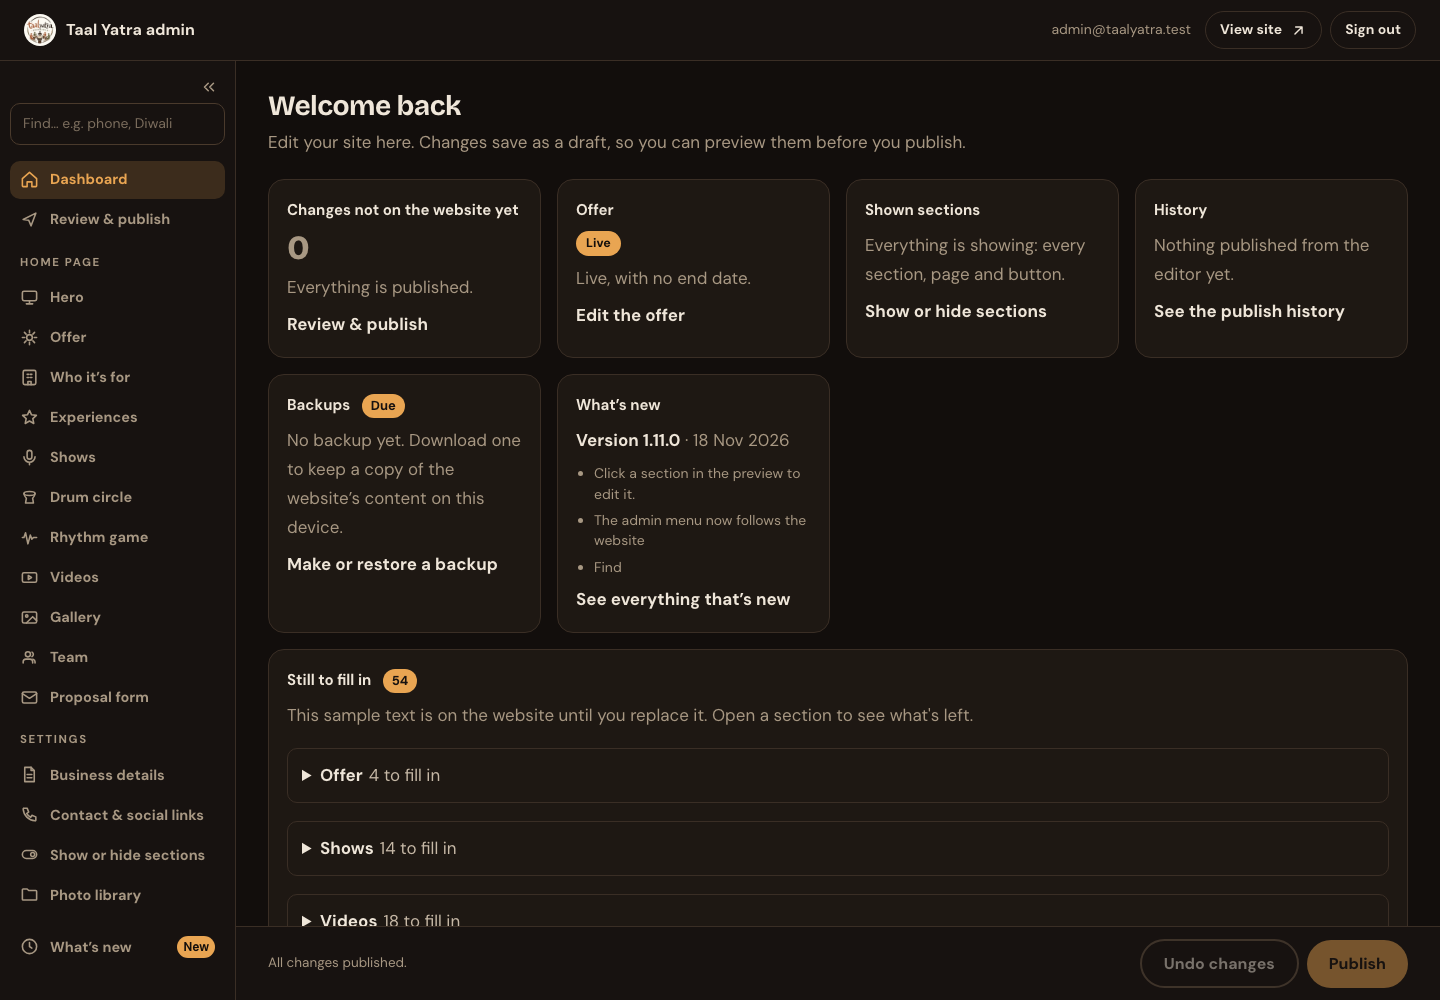 Taal Yatra admin
admin@taalyatra.test
View site
Sign out
Find… e.g. phone, Diwali
Dashboard
Review & publish
HOME PAGE
Hero
Offer
Who it’s for
Experiences
Shows
Drum circle
Rhythm game
Videos
Gallery
Team
Proposal form
SETTINGS
Business details
Contact & social links
Show or hide sections
Photo library
What’s new
New
Welcome back
Edit your site here. Changes save as a draft, so you can preview them before you publish.
Changes not on the website yet
0
Everything is published.
Review & publish
Offer
Live
Live, with no end date.
Edit the offer
Shown sections
Everything is showing: every
section, page and button.
Show or hide sections
History
Nothing published from the
editor yet.
See the publish history
Backups
Due
No backup yet. Download one
to keep a copy of the
website’s content on this
device.
Make or restore a backup
What’s new
Version 1.11.0 · 18 Nov 2026
Click a section in the preview to
edit it.
The admin menu now follows the
website
Find
See everything that’s new
Still to fill in
54
This sample text is on the website until you replace it. Open a section to see what's left.
Offer 4 to fill in
Shows 14 to fill in
Videos 18 to fill in
All changes published.
Undo changes
Publish